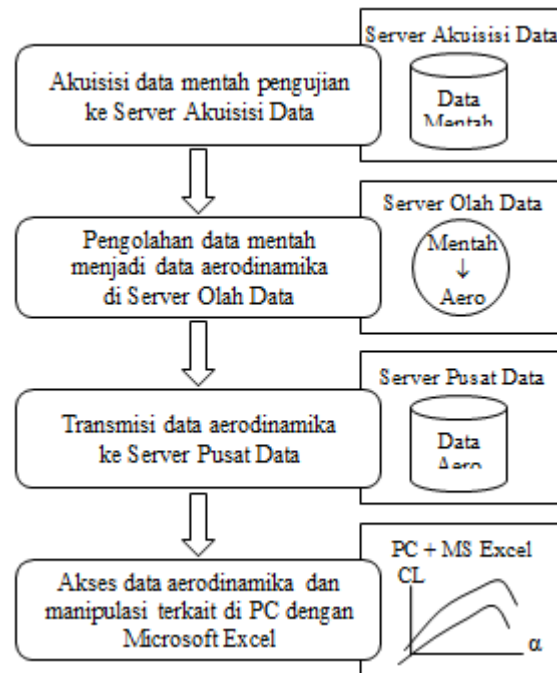 Server Akuisisi Data
Akuisisi data mentah pengujian
ke Server Akuisisi Data
Data
Mentah
Server Olah Data
Pengolahan data mentah
menjadi data aerodinamika
di Server Olah Data
Mentah
↓
Aero
Server Pusat Data
Transmisi data aerodinamika
ke Server Pusat Data
Data
Aero
PC + MS Excel
CL
Akses data aerodinamika dan
manipulasi terkait di PC dengan
Microsoft Excel
α